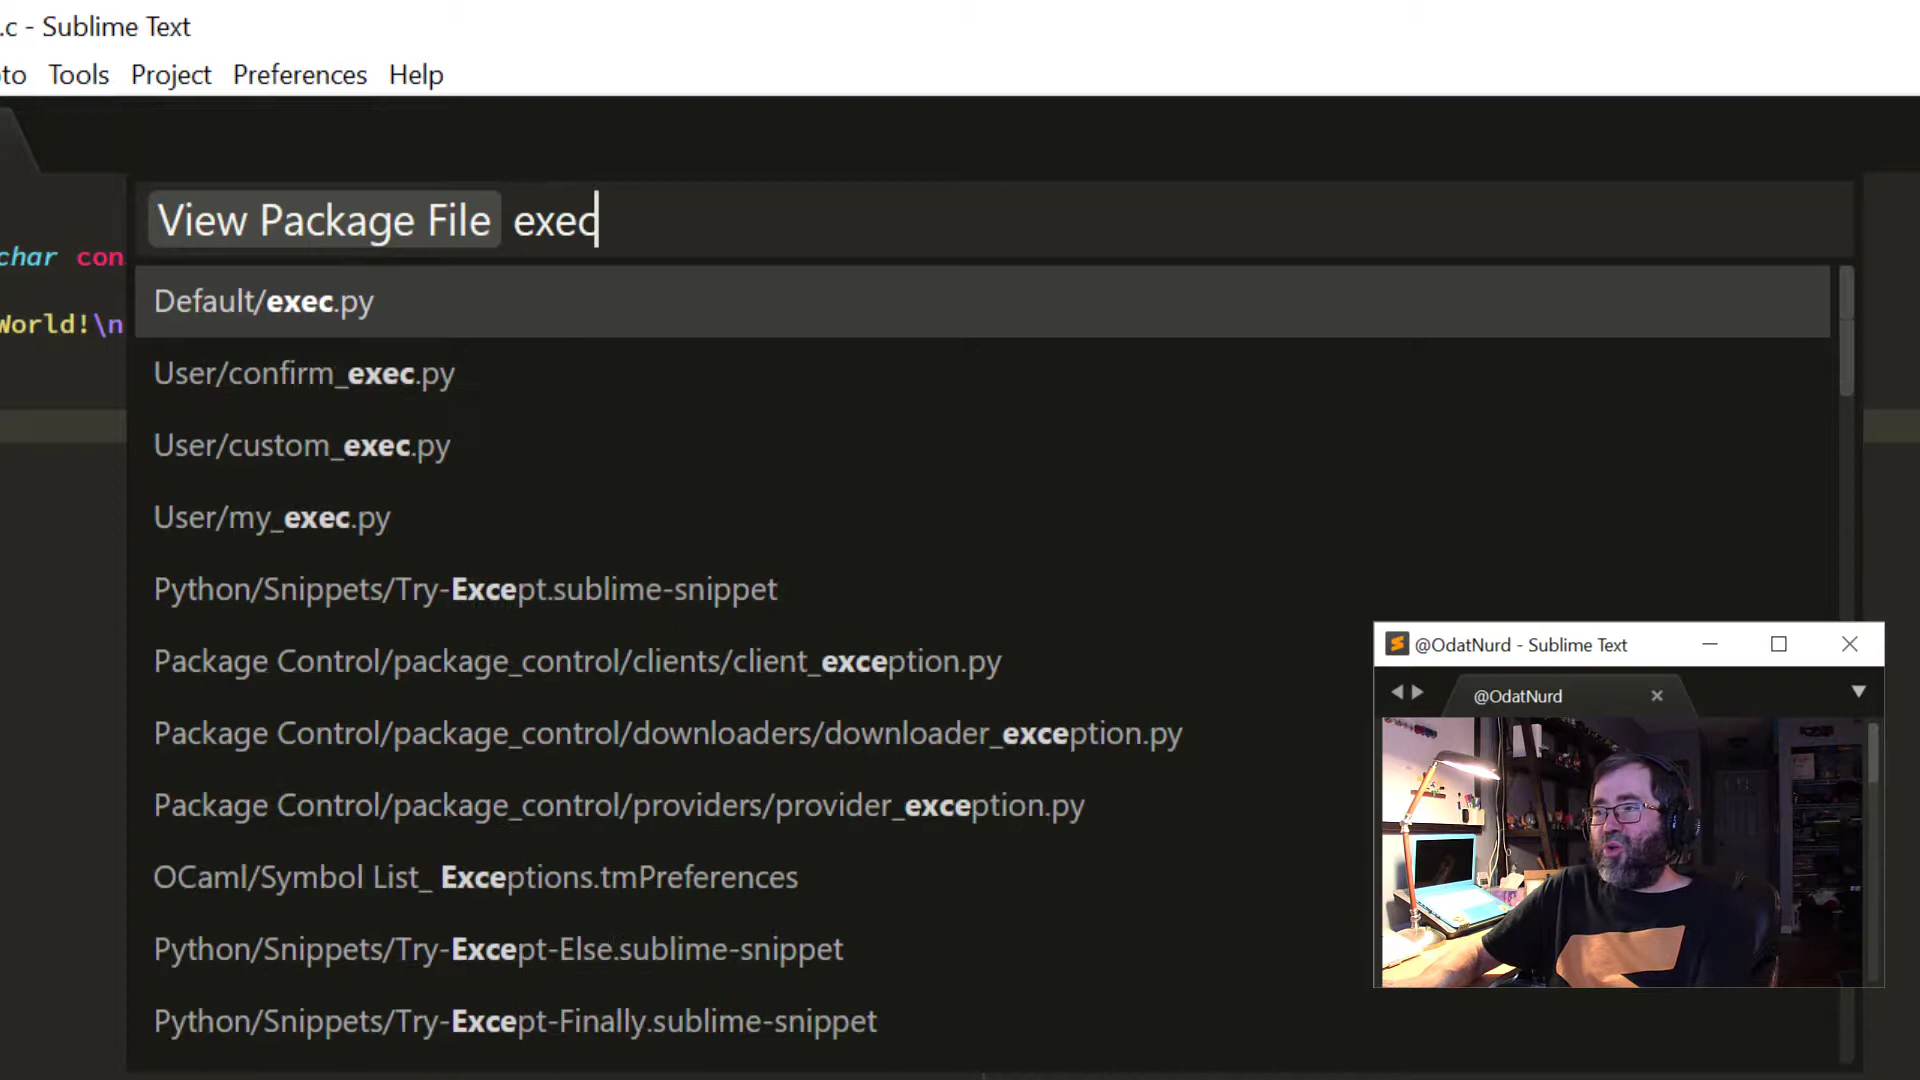 .c - Sublime Text
to Tools Project Preferences Help
View Package File exec
char con
World!\n
Default/exec.py
User/confirm_exec.py
User/custom_exec.py
User/my_exec.py
Python/Snippets/Try-Except.sublime-snippet
Package Control/package_control/clients/client_exception.py
Package Control/package_control/downloaders/downloader_exception.py
Package Control/package_control/providers/provider_exception.py
OCaml/Symbol List_ Exceptions.tmPreferences
Python/Snippets/Try-Except-Else.sublime-snippet
Python/Snippets/Try-Except-Finally.sublime-snippet
@OdatNurd - Sublime Text
@OdatNurd